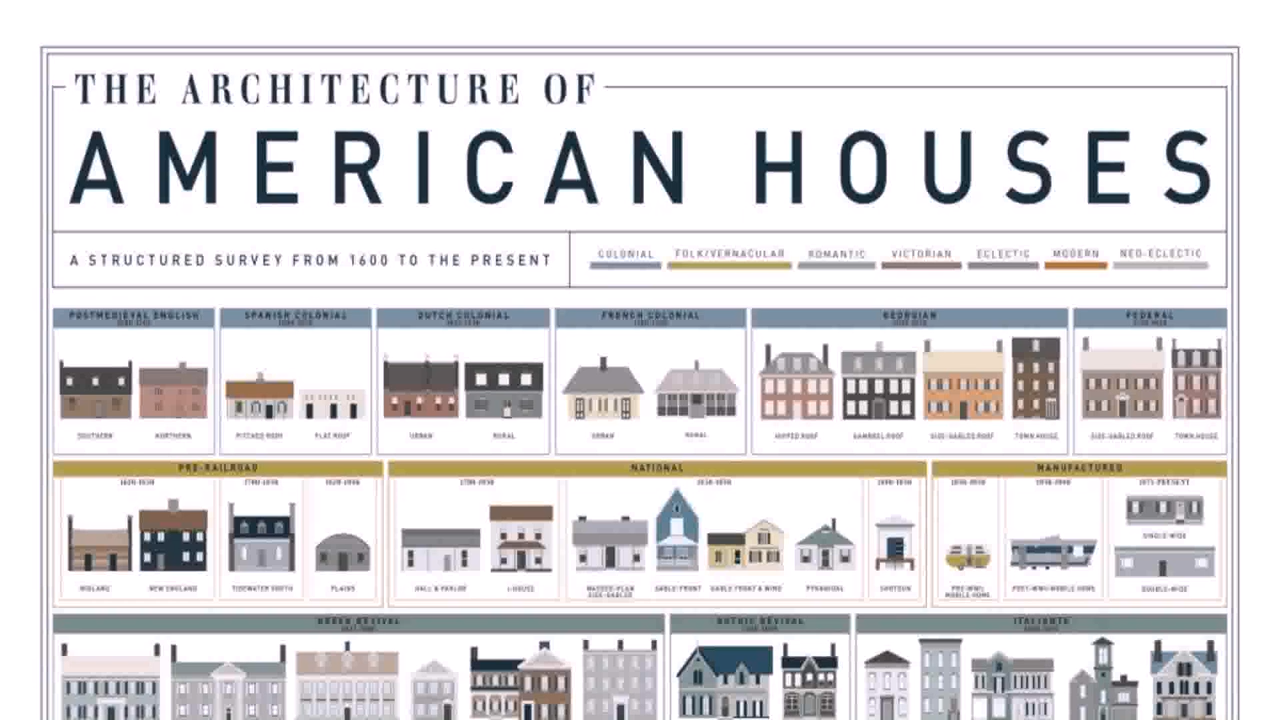 THE ARCHITECTURE OF
AMERICAN HOUSES
A STRUCTURED SURVEY FROM 1600 TO THE PRESENT
COLONIAL FOLK/VERNACULAR ROMANTIC VICTORIAN ECLECTIC MODERN NEO-ECLECTIC
POSTMEDIEVAL ENGLISH SPANISH COLONIAL DUTCH COLONIAL FRENCH COLONIAL GEORGIAN FEDERAL
SOUTHERN NORTHERN PITCHED ROOF FLAT ROOF URBAN RURAL URBAN RURAL HIPPED ROOF GAMBREL ROOF SIDE-GABLED ROOF TOWN HOUSE SIDE-GABLED ROOF TOWN HOUSE
PRE-RAILROAD NATIONAL MANUFACTURED
SINGLE-WIDE
MIDLAND NEW ENGLAND TIDEWATER SOUTH PLAINS HALL & PARLOR I-HOUSE MASSED-PLAN SIDE-GABLED GABLE FRONT GABLE FRONT & WING PYRAMIDAL SHOTGUN PRE-WWII MOBILE HOME POST-WWII MOBILE HOME DOUBLE-WIDE
GREEK REVIVAL GOTHIC REVIVAL ITALIANATE